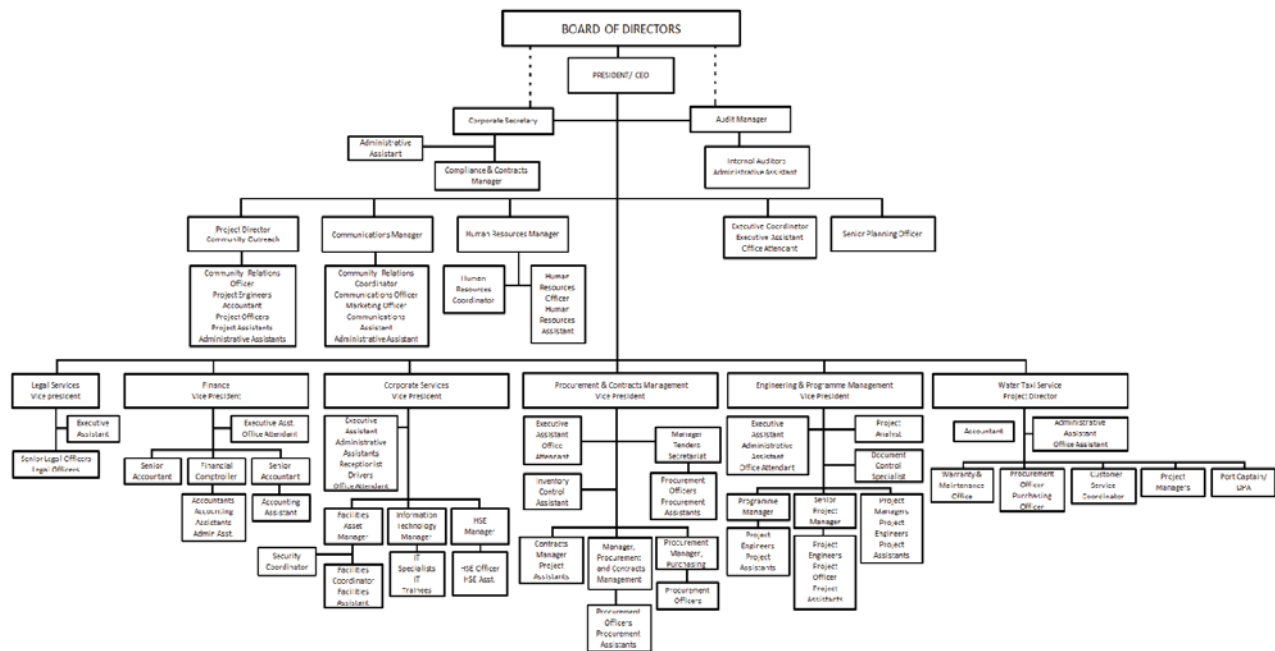 BOARD OF DIRECTORS
PRESIDENT/ CEO
Corporate Secretary
Audit Manager
Administrative
Assistant
Compliance & Contracts
Manager
Internal Auditors
Administrative Assistant
Project Director
Community Outreach
Communications Manager
Human Resources Manager
Executive Coordinator
Executive Assistant
Office Attendant
Senior Planning Officer
Community Relations
Officer
Project Engineers
Accountant
Project Officers
Project Assistants
Administrative Assistants
Community Relations
Coordinator
Communications Officer
Marketing Officer
Communications
Assistant
Administrative Assistant
Human
Resources
Coordinator
Human
Resources
Officer
Human
Resources
Assistant
Legal Services
Vice president
Finance
Vice President
Corporate Services
Vice President
Procurement & Contracts Management
Vice President
Engineering & Programme Management
Vice President
Water Taxi Service
Project Director
Executive
Assistant
Senior Legal Officers
Legal Officers
Executive Asst.
Office Attendant
Senior
Accountant
Financial
Comptroller
Senior
Accountant
Accountants
Accounting
Assistants
Admin Asst.
Accounting
Assistant
Executive
Assistant
Administrative
Assistants
Receptionist
Drivers
Office Attendant
Facilities
Asset
Manager
Information
Technology
Manager
HSE
Manager
Security
Coordinator
Facilities
Coordinator
Facilities
Assistant
IT
Specialists
IT
Trainees
HSE Officer
HSE Asst.
Executive
Assistant
Office
Attendant
Manager
Tenders
Secretariat
Inventory
Control
Assistant
Procurement
Officers
Procurement
Assistants
Contracts
Manager
Project
Assistants
Manager,
Procurement
and Contracts
Management
Procurement
Manager,
Purchasing
Procurement
Officers
Procurement
Officers
Procurement
Assistants
Executive
Assistant
Administrative
Assistant
Office Attendant
Project
Analyst
Document
Control
Specialist
Programme
Manager
Senior
Project
Manager
Project
Managers
Project
Engineers
Project
Assistants
Project
Engineers
Project
Assistants
Project
Engineers
Project
Officer
Project
Assistants
Accountant
Administrative
Assistant
Office Assistant
Warranty &
Maintenance
Office
Procurement
Officer
Purchasing
Officer
Customer
Service
Coordinator
Project
Managers
Port Captain/
DPA